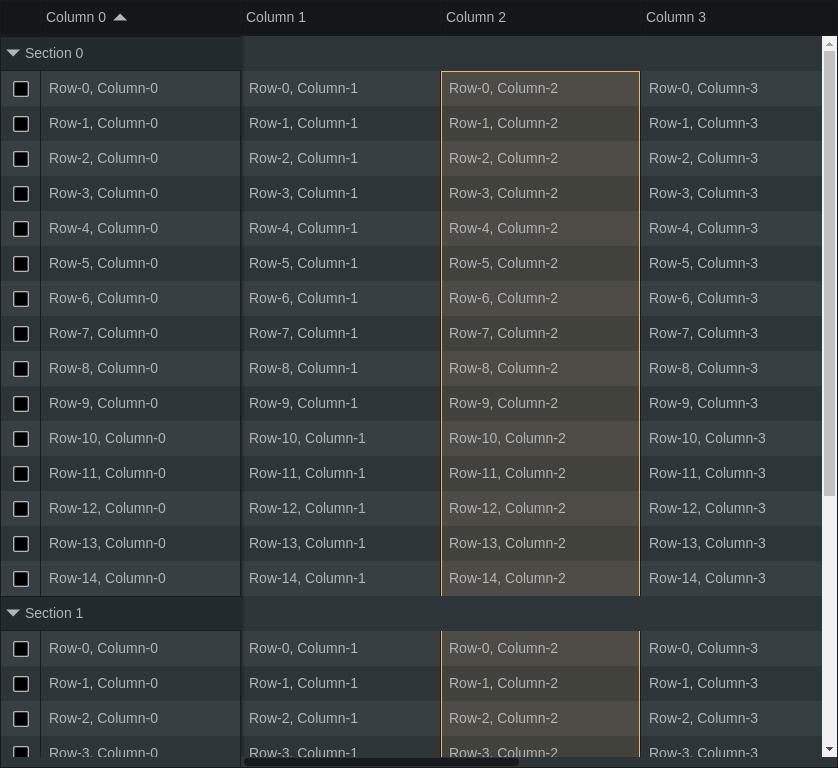 Column 0 Column 1 Column 2 Column 3
Section 0
Row-0, Column-0 Row-0, Column-1 Row-0, Column-2 Row-0, Column-3
Row-1, Column-0 Row-1, Column-1 Row-1, Column-2 Row-1, Column-3
Row-2, Column-0 Row-2, Column-1 Row-2, Column-2 Row-2, Column-3
Row-3, Column-0 Row-3, Column-1 Row-3, Column-2 Row-3, Column-3
Row-4, Column-0 Row-4, Column-1 Row-4, Column-2 Row-4, Column-3
Row-5, Column-0 Row-5, Column-1 Row-5, Column-2 Row-5, Column-3
Row-6, Column-0 Row-6, Column-1 Row-6, Column-2 Row-6, Column-3
Row-7, Column-0 Row-7, Column-1 Row-7, Column-2 Row-7, Column-3
Row-8, Column-0 Row-8, Column-1 Row-8, Column-2 Row-8, Column-3
Row-9, Column-0 Row-9, Column-1 Row-9, Column-2 Row-9, Column-3
Row-10, Column-0 Row-10, Column-1 Row-10, Column-2 Row-10, Column-3
Row-11, Column-0 Row-11, Column-1 Row-11, Column-2 Row-11, Column-3
Row-12, Column-0 Row-12, Column-1 Row-12, Column-2 Row-12, Column-3
Row-13, Column-0 Row-13, Column-1 Row-13, Column-2 Row-13, Column-3
Row-14, Column-0 Row-14, Column-1 Row-14, Column-2 Row-14, Column-3
Section 1
Row-0, Column-0 Row-0, Column-1 Row-0, Column-2 Row-0, Column-3
Row-1, Column-0 Row-1, Column-1 Row-1, Column-2 Row-1, Column-3
Row-2, Column-0 Row-2, Column-1 Row-2, Column-2 Row-2, Column-3
Row-3, Column-0 Row-3, Column-1 Row-3, Column-2 Row-3, Column-3